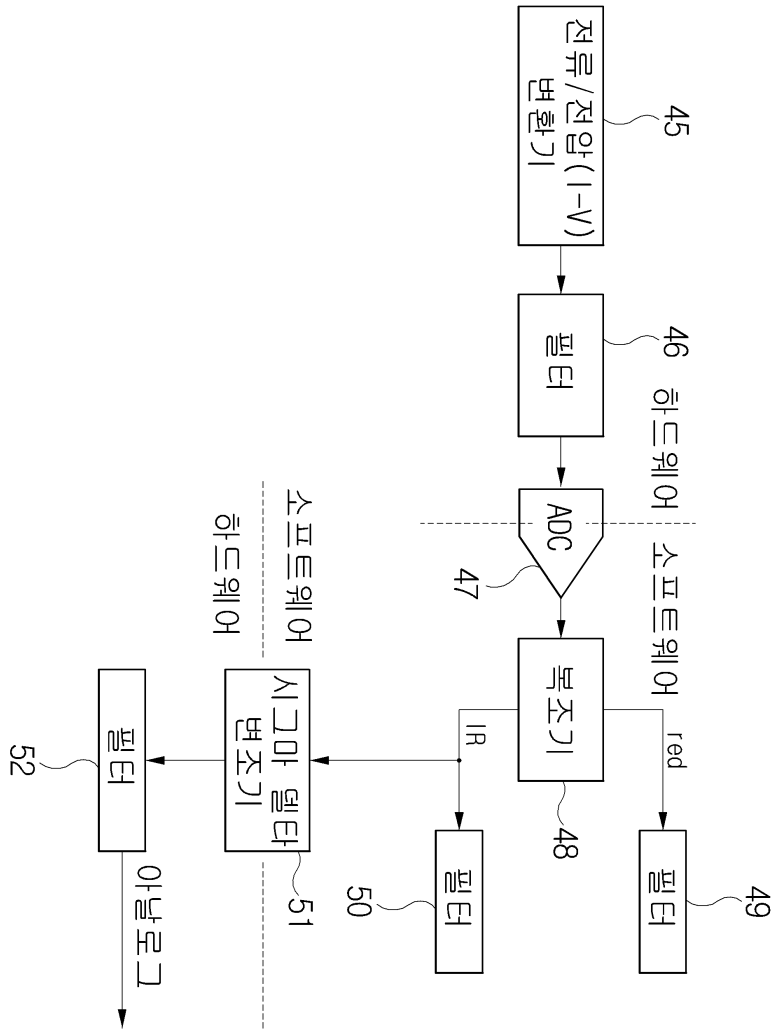 45
전류/전압(I-V)
변환기
46
필터
하드웨어
소프트웨어
ADC
47
복조기
48
red
IR
필터
49
필터
50
소프트웨어
하드웨어
시그마 델타
변조기
51
필터
52
아날로그